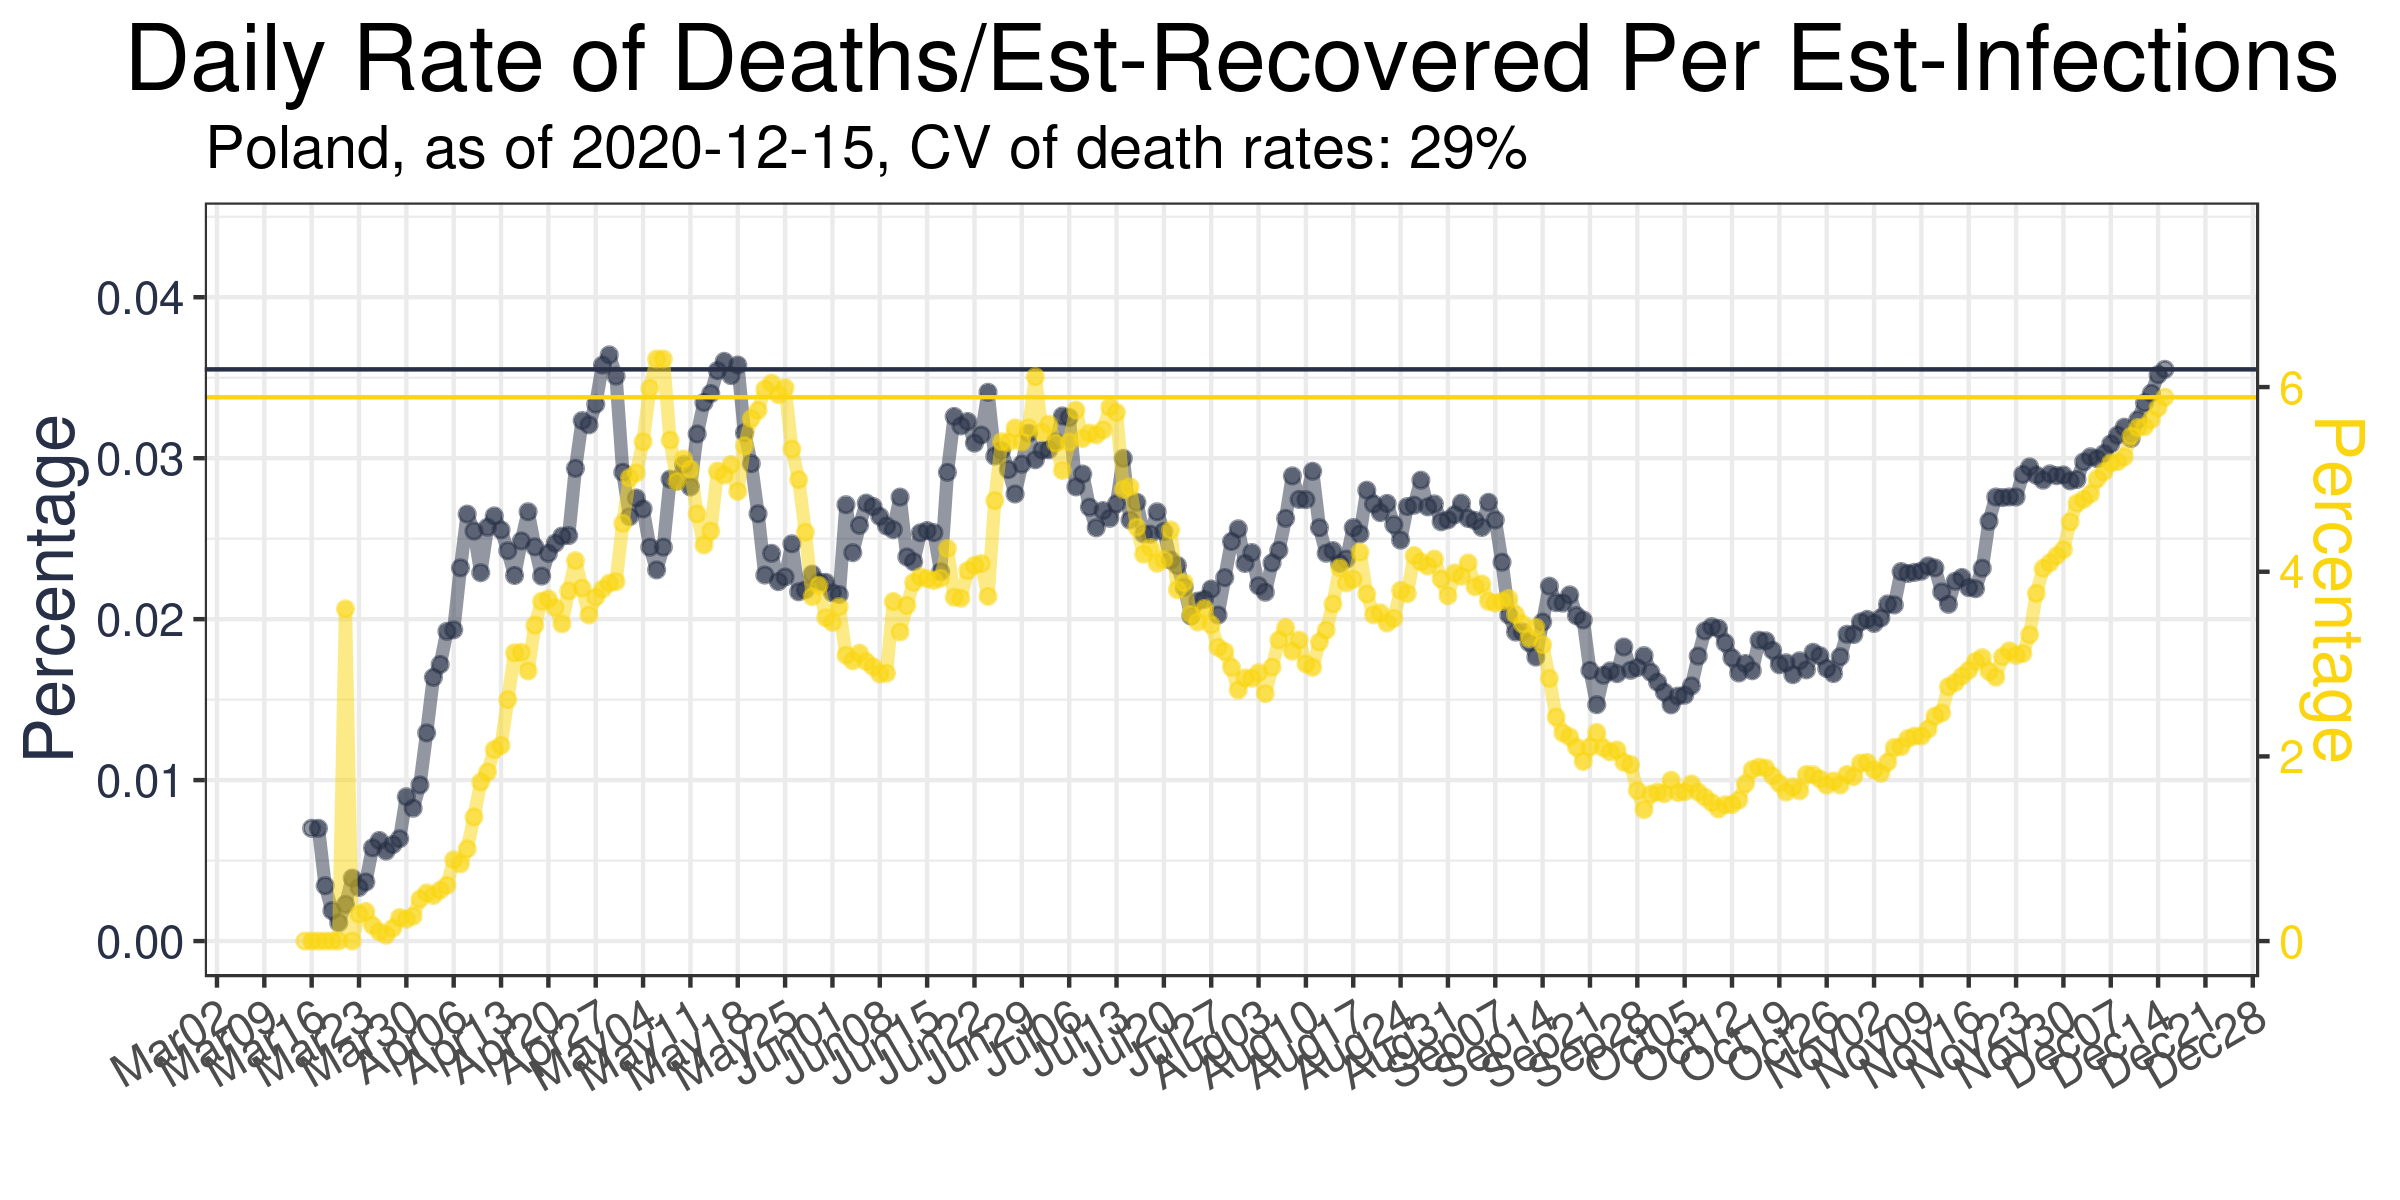 Daily Rate of Deaths/Est-Recovered Per Est-Infections
Poland, as of 2020-12-15, CV of death rates: 29%
Percentage
0.04
0.03
0.02
0.01
0.00
6
4
2
0
Percentage
Mar02
Mar09
Mar16
Mar23
Mar30
Apr06
Apr13
Apr20
Apr27
May04
May11
May18
May25
Jun01
Jun08
Jun15
Jun22
Jun29
Jul06
Jul13
Jul20
Jul27
Aug03
Aug10
Aug17
Aug24
Aug31
Sep07
Sep14
Sep21
Sep28
Oct05
Oct12
Oct19
Oct26
Nov02
Nov09
Nov16
Nov23
Nov30
Dec07
Dec14
Dec21
Dec28